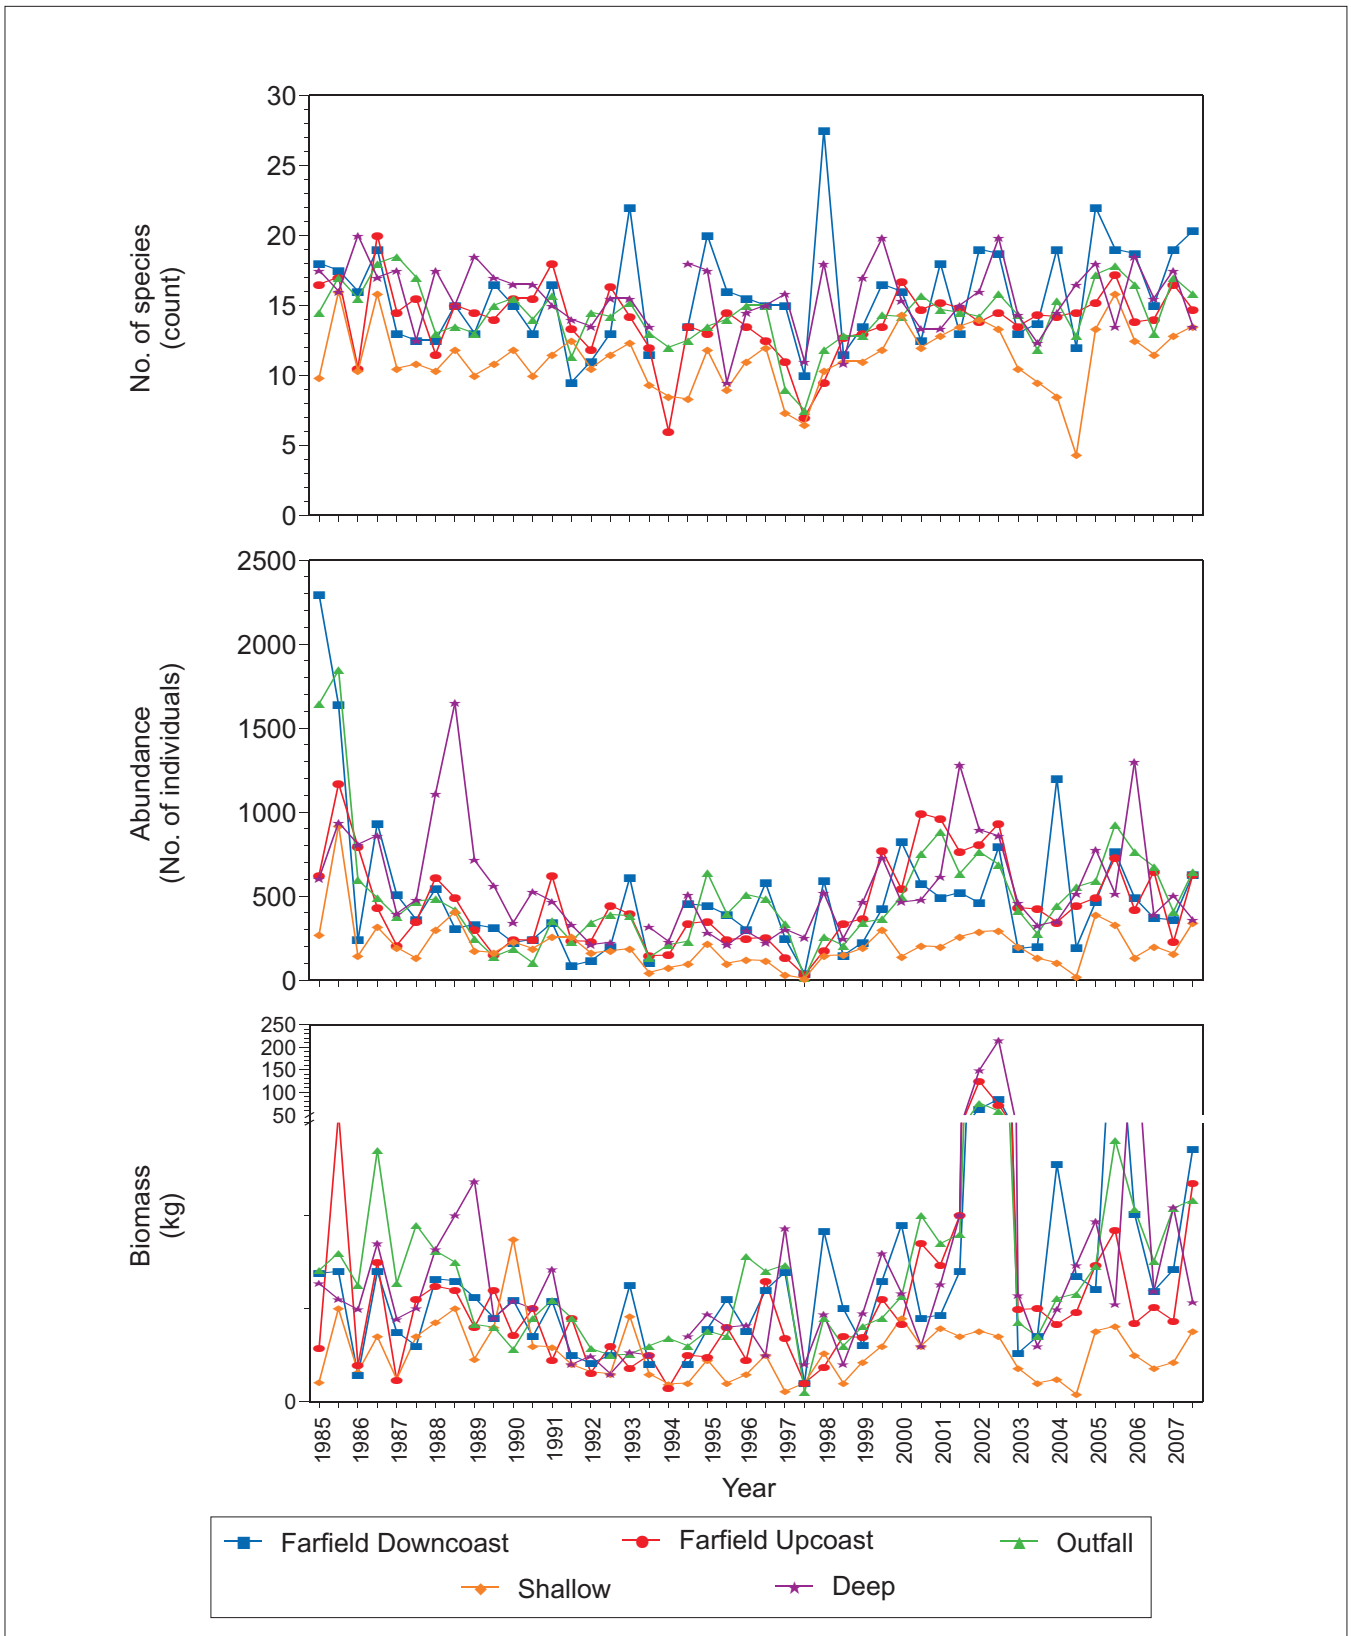 30
25
20
15
10
5
0
No. of species
(count)
2500
2000
1500
1000
500
0
Abundance
(No. of individuals)
250
200
150
100
50
0
Biomass
(kg)
1985 1986 1987 1988 1989 1990 1991 1992 1993 1994 1995 1996 1997 1998 1999 2000 2001 2002 2003 2004 2005 2006 2007
Year
Farfield Downcoast Farfield Upcoast Outfall
Shallow Deep